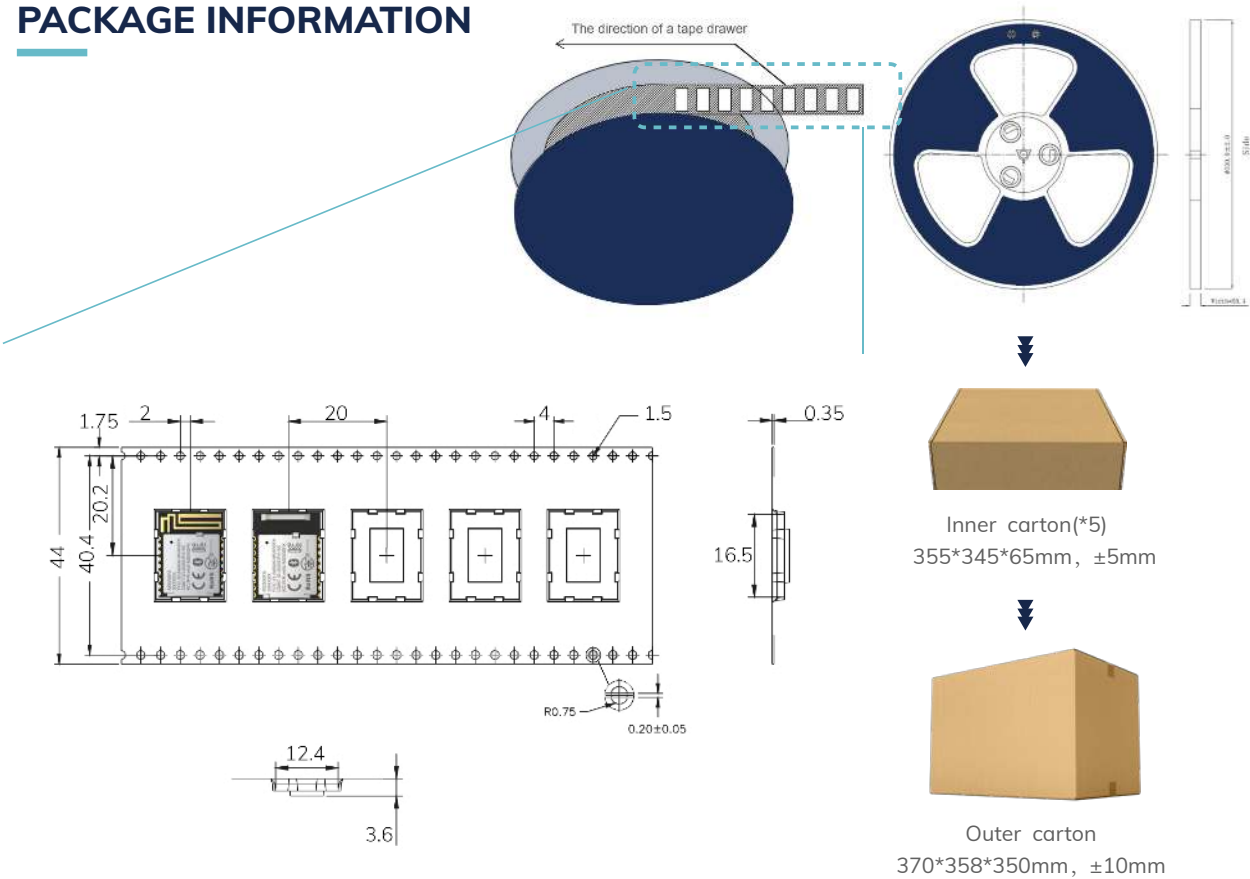 PACKAGE INFORMATION
The direction of a tape drawer
Side
1.75
2
20
4
1.5
0.35
20.2
44
40.4
16.5
R0.75
0.20±0.05
12.4
3.6
Inner carton(*5)
355*345*65mm, ±5mm
Outer carton
370*358*350mm, ±10mm